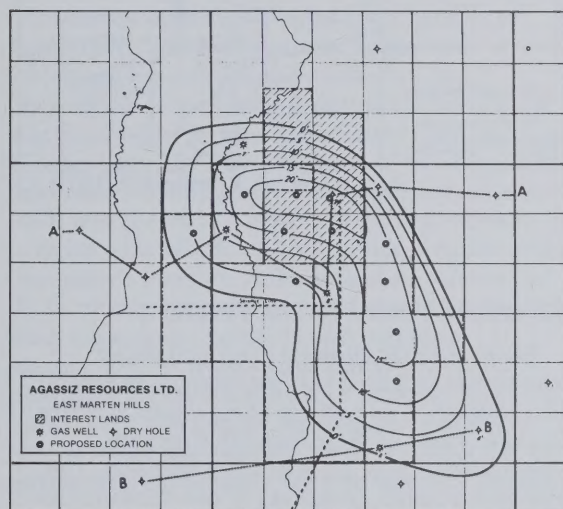 0
5'
10'
15'
20'
A
A
15'
B
B
AGASSIZ RESOURCES LTD.
EAST MARTEN HILLS
INTEREST LANDS
GAS WELL DRY HOLE
PROPOSED LOCATION